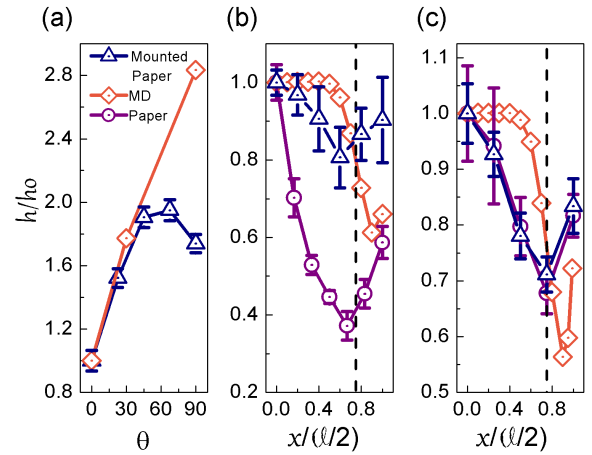 (a)
(b)
(c)
Mounted
Paper
MD
Paper
h/ho
2.8
2.4
2.0
1.6
1.2
0.8
0 30 60 90
θ
1.0
0.8
0.6
0.4
0.2
0.0 0.4 0.8
x/(ℓ/2)
1.1
1.0
0.9
0.8
0.7
0.6
0.5
0.0 0.4 0.8
x/(ℓ/2)